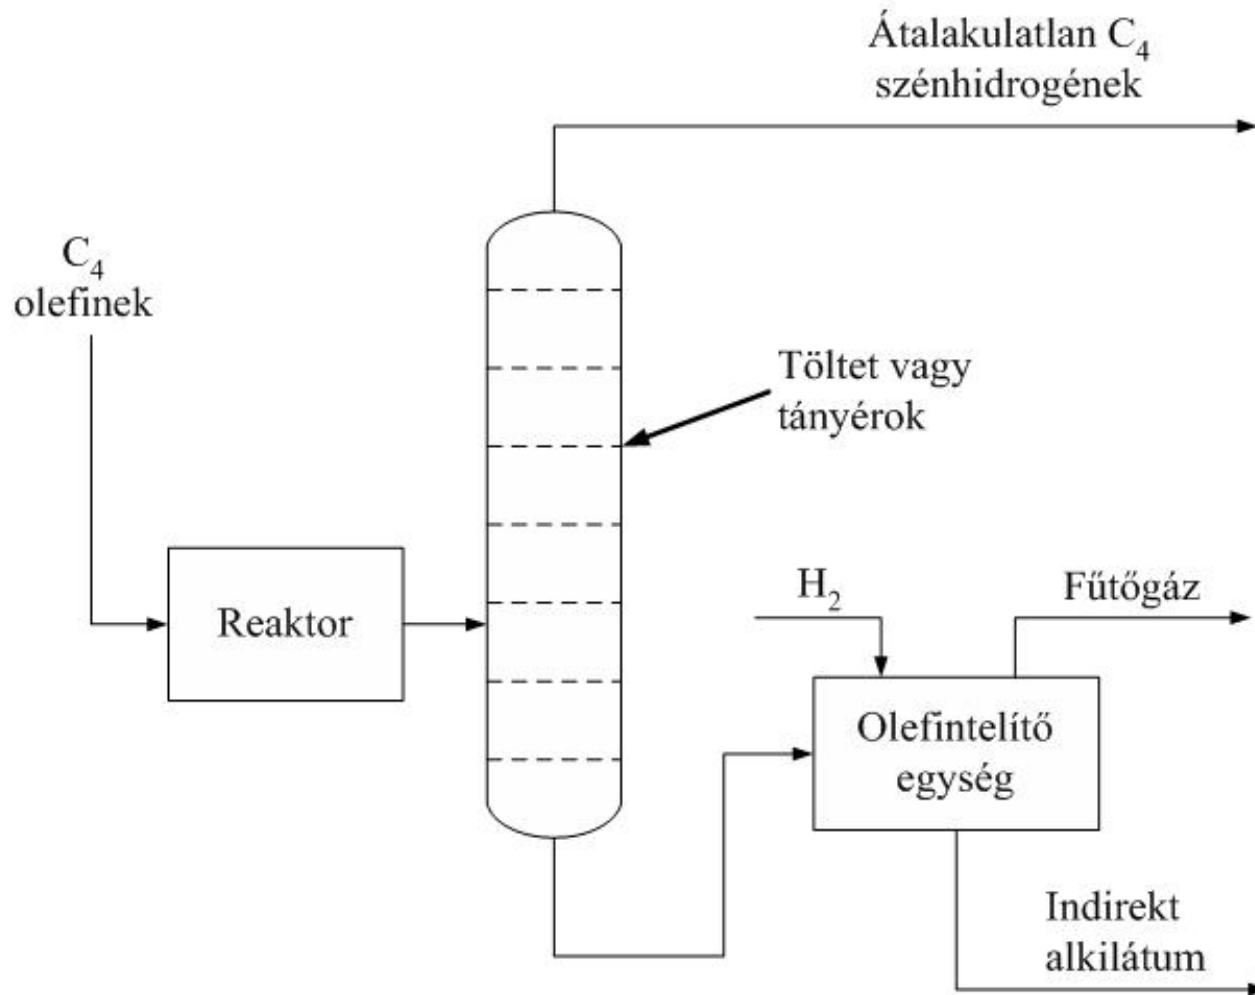 Átalakulatlan C₄
szénhidrogének
C₄
olefinek
Töltet vagy
tányérok
Reaktor
H₂
Fűtőgáz
Olefintelítő
egység
Indirekt
alkilátum